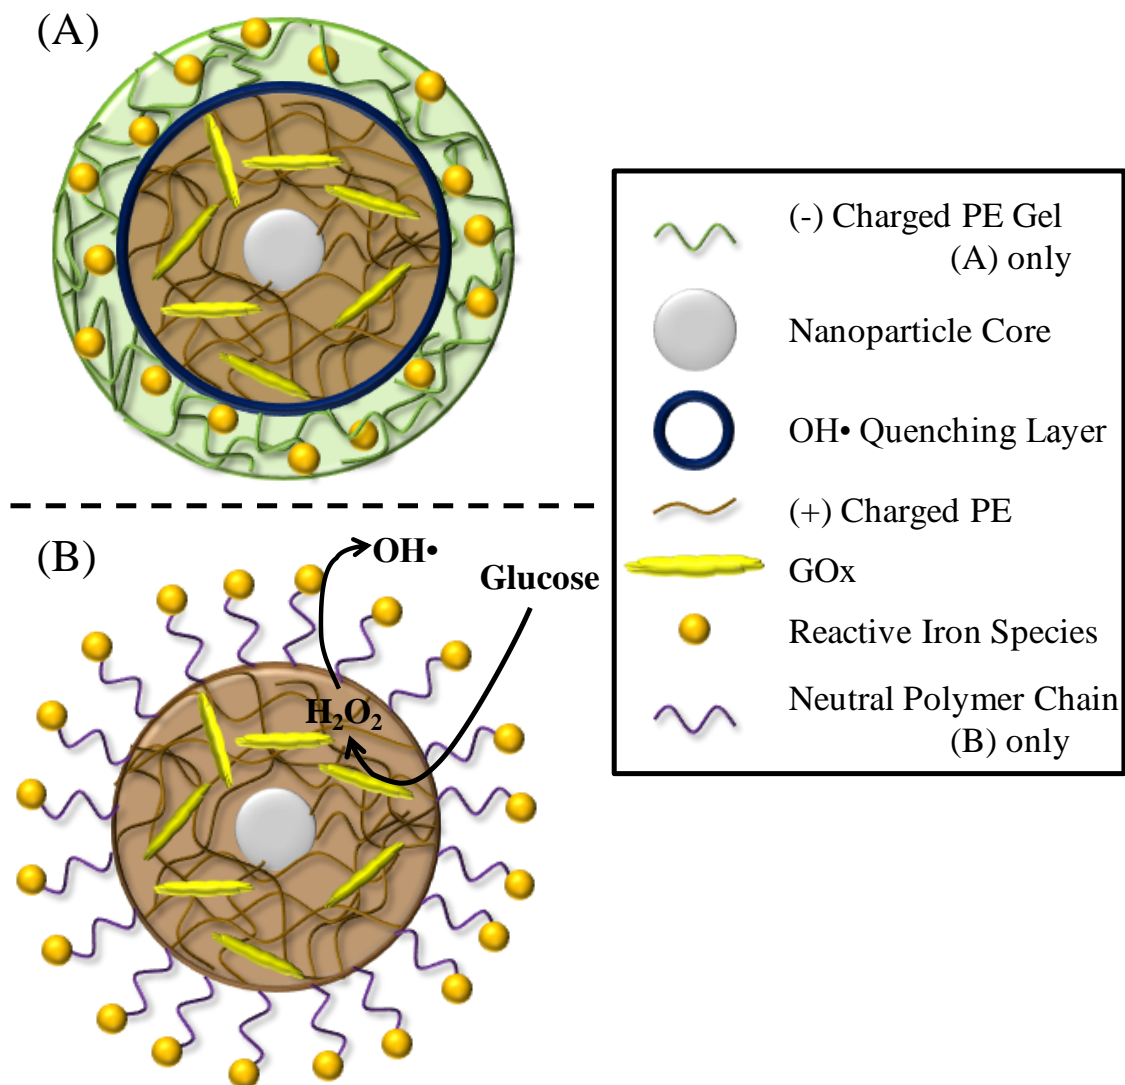 (A)
(-) Charged PE Gel
(A) only
Nanoparticle Core
OH• Quenching Layer
(+) Charged PE
GOx
Reactive Iron Species
Neutral Polymer Chain
(B) only
(B)
OH•
Glucose
H₂O₂